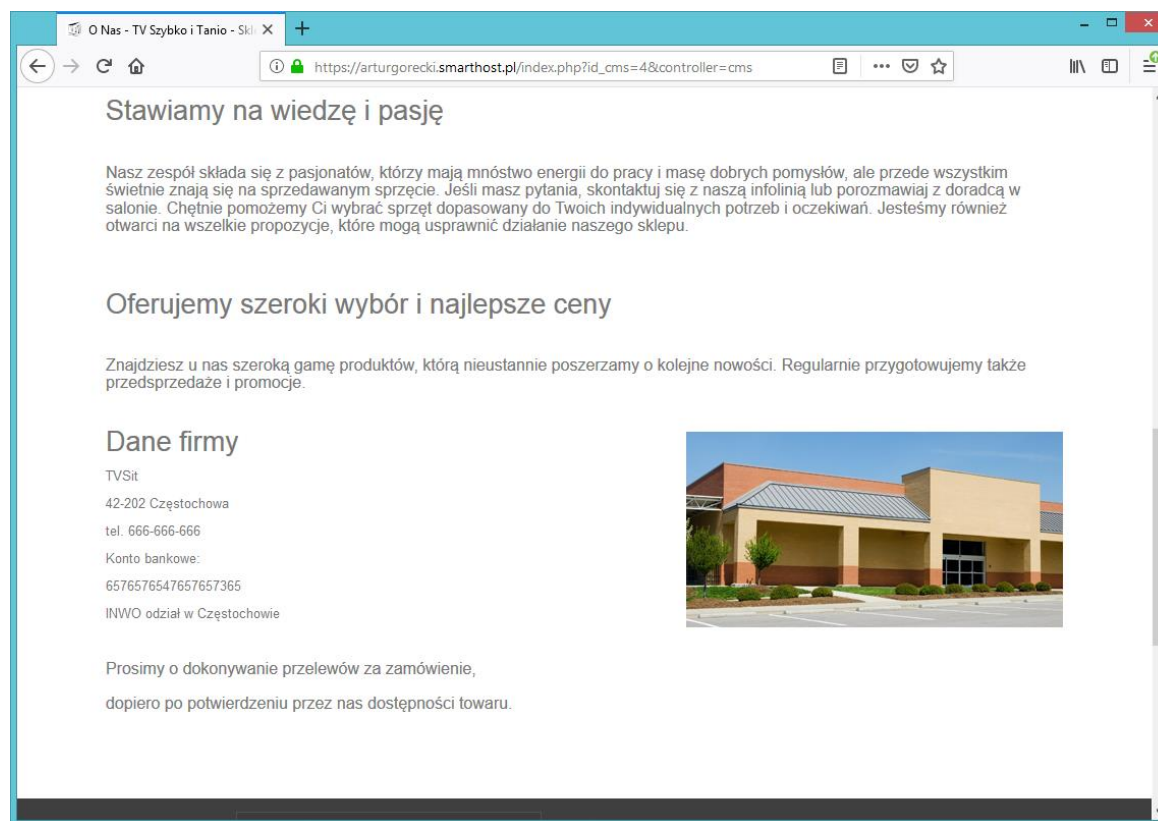 O Nas - TV Szybko i Tanio - Skl
https://arturgorecki.smarthost.pl/index.php?id_cms=4&controller=cms
Stawiamy na wiedzę i pasję
Nasz zespół składa się z pasjonatów, którzy mają mnóstwo energii do pracy i masę dobrych pomysłów, ale przede wszystkim
świetnie znają się na sprzedawanym sprzęcie. Jeśli masz pytania, skontaktuj się z naszą infolinią lub porozmawiaj z doradcą w
salonie. Chętnie pomożemy Ci wybrać sprzęt dopasowany do Twoich indywidualnych potrzeb i oczekiwań. Jesteśmy również
otwarci na wszelkie propozycje, które mogą usprawnić działanie naszego sklepu.
Oferujemy szeroki wybór i najlepsze ceny
Znajdziesz u nas szeroką gamę produktów, którą nieustannie poszerzamy o kolejne nowości. Regularnie przygotowujemy także
przedsprzedaże i promocje.
Dane firmy
TVSit
42-202 Częstochowa
tel. 666-666-666
Konto bankowe:
6576576547657657365
INWO odział w Częstochowie
Prosimy o dokonywanie przelewów za zamówienie,
dopiero po potwierdzeniu przez nas dostępności towaru.